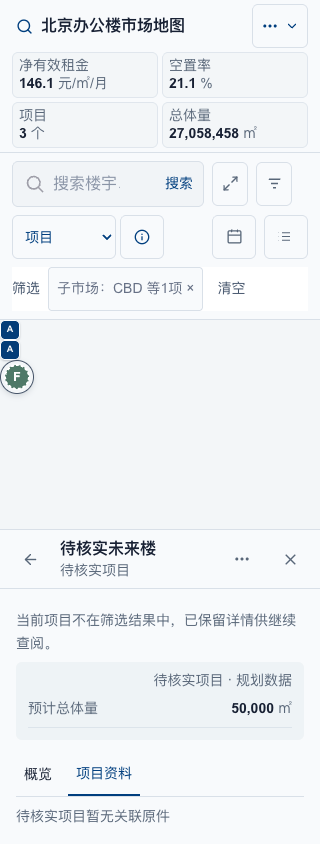 北京办公楼市场地图
净有效租金
146.1 元/㎡/月
空置率
21.1 %
项目
3 个
总体量
27,058,458 ㎡
搜索楼宇.
搜索
项目
筛选
子市场：CBD 等1项 ×
清空
A
A
F
待核实未来楼
待核实项目
当前项目不在筛选结果中，已保留详情供继续
查阅。
待核实项目 · 规划数据
预计总体量
50,000 ㎡
概览
项目资料
待核实项目暂无关联原件